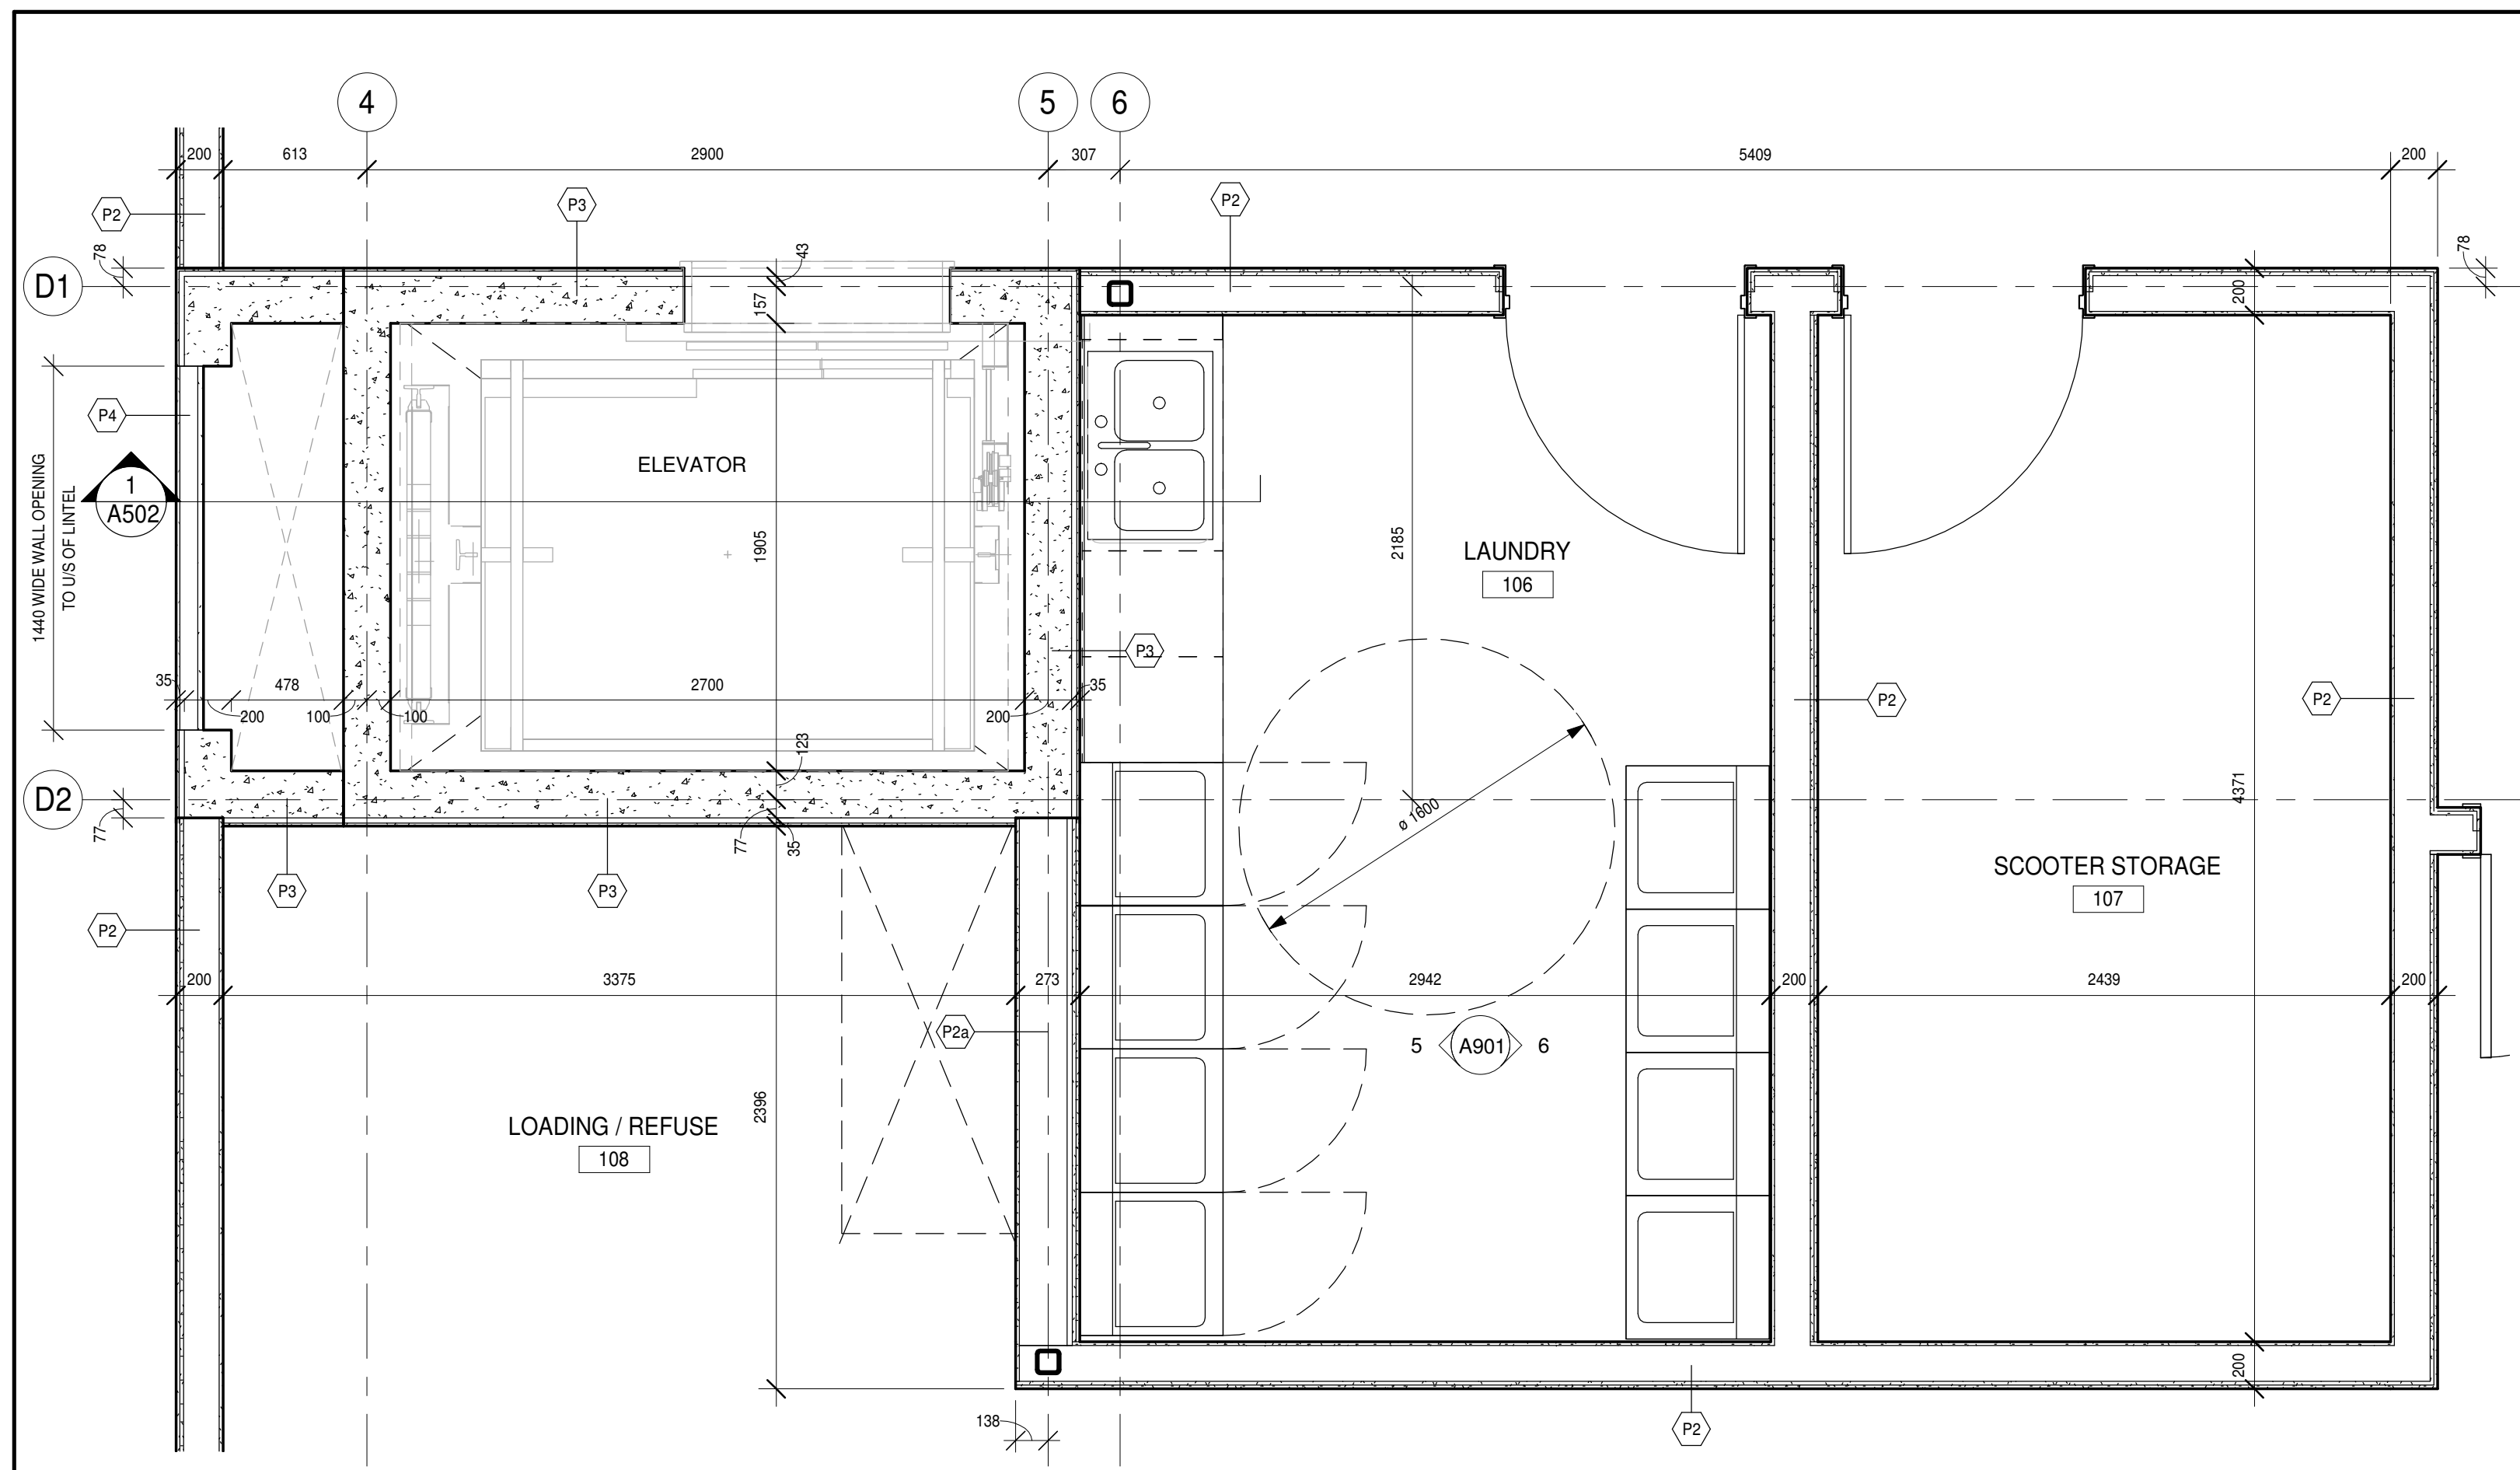 4
5
6
200
613
2900
307
5409
200
P2
P3
P2
78
43
78
D1
157
200
P4
ELEVATOR
1
A502
1440 WIDE WALL OPENING
TO U/S OF LINTEL
1905
2185
LAUNDRY
106
P3
35
478
2700
35
200
100
100
200
P2
P2
123
D2
77
77
35
ø 1600
4371
SCOOTER STORAGE
107
P3
P3
P2
200
3375
273
2942
200
2439
200
P2a
5
A901
6
2396
LOADING / REFUSE
108
200
138
P2